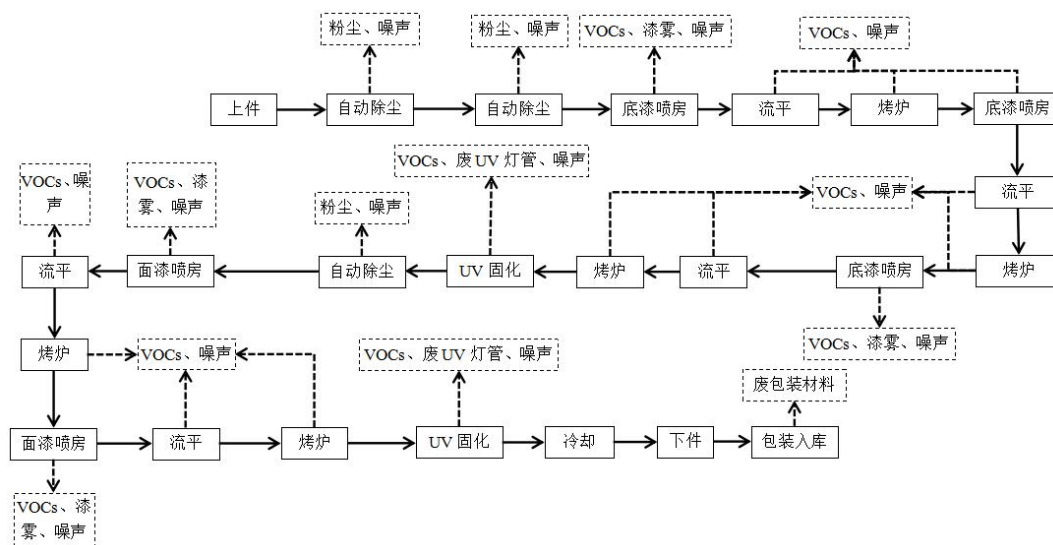 粉尘、噪声
粉尘、噪声
VOCs、漆雾、噪声
VOCs、噪声
上件
自动除尘
自动除尘
底漆喷房
流平
烤炉
底漆喷房
VOCs、噪
声
VOCs、漆
雾、噪声
粉尘、噪声
VOCs、废UV灯管、噪声
VOCs、噪声
流平
流平
面漆喷房
自动除尘
UV固化
烤炉
流平
底漆喷房
烤炉
烤炉
VOCs、噪声
VOCs、废UV灯管、噪声
VOCs、漆雾、噪声
废包装材料
面漆喷房
流平
烤炉
UV固化
冷却
下件
包装入库
VOCs、漆
雾、噪声